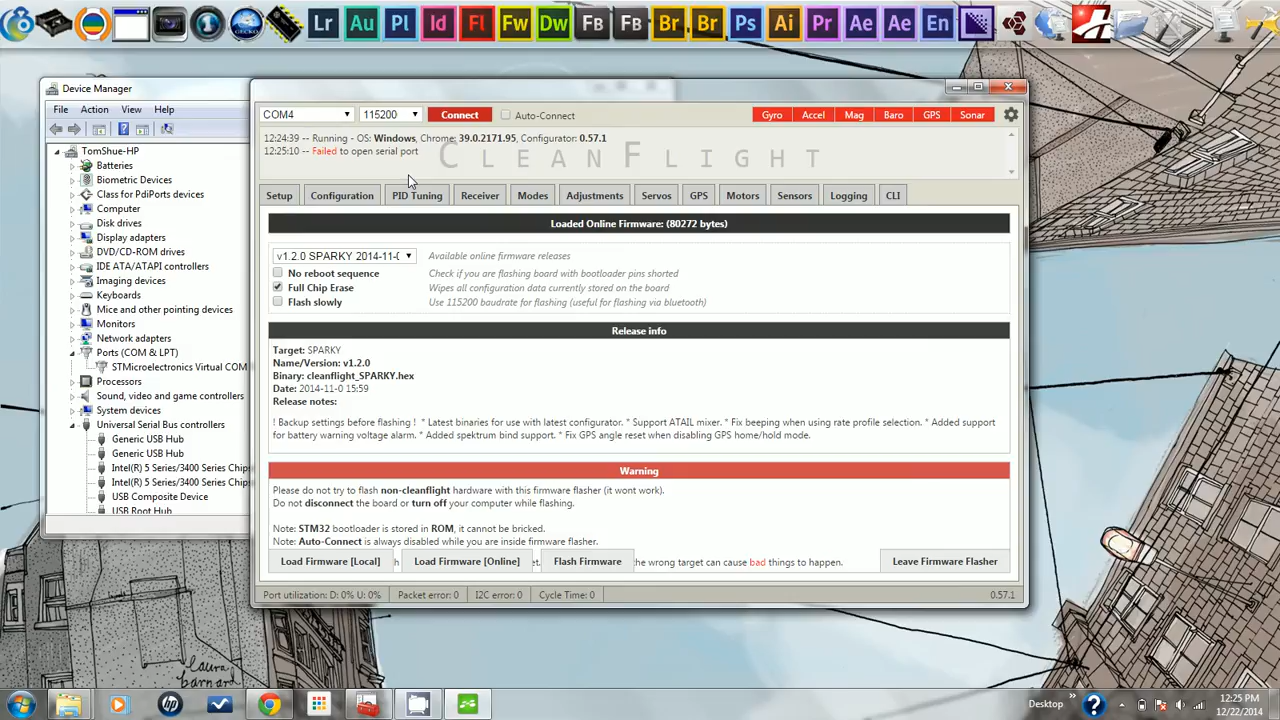 Lr Au Pl Id Fl Fw Dw FB FB Br Br Ps Ai Pr Ae Ae En
GECKO
Device Manager
File Action View Help
TomShue-HP
Batteries
Biometric Devices
Class for PdiPorts devices
Computer
Disk drives
Display adapters
DVD/CD-ROM drives
IDE ATA/ATAPI controllers
Imaging devices
Keyboards
Mice and other pointing devices
Monitors
Network adapters
Ports (COM & LPT)
STMicroelectronics Virtual COM
Processors
Sound, video and game controllers
System devices
Universal Serial Bus controllers
Generic USB Hub
Generic USB Hub
Intel(R) 5 Series/3400 Series Chips
Intel(R) 5 Series/3400 Series Chips
USB Composite Device
USB Root Hub
COM4 115200 Connect Auto-Connect Gyro Accel Mag Baro GPS Sonar
12:24:39 -- Running - OS: Windows, Chrome: 39.0.2171.95, Configurator: 0.57.1
12:25:10 -- Failed to open serial port
CLEANFLIGHT
Setup Configuration PID Tuning Receiver Modes Adjustments Servos GPS Motors Sensors Logging CLI
Loaded Online Firmware: (80272 bytes)
v1.2.0 SPARKY 2014-11-0 Available online firmware releases
No reboot sequence Check if you are flashing board with bootloader pins shorted
Full Chip Erase Wipes all configuration data currently stored on the board
Flash slowly Use 115200 baudrate for flashing (useful for flashing via bluetooth)
Release info
Target: SPARKY
Name/Version: v1.2.0
Binary: cleanflight_SPARKY.hex
Date: 2014-11-0 15:59
Release notes:
! Backup settings before flashing ! * Latest binaries for use with latest configurator. * Support ATAIL mixer. * Fix beeping when using rate profile selection. * Added support
for battery warning voltage alarm. * Added spektrum bind support. * Fix GPS angle reset when disabling GPS home/hold mode.
Warning
Please do not try to flash non-cleanflight hardware with this firmware flasher (it wont work).
Do not disconnect the board or turn off your computer while flashing.
Note: STM32 bootloader is stored in ROM, it cannot be bricked.
Note: Auto-Connect is always disabled while you are inside firmware flasher.
Load Firmware [Local] h Load Firmware [Online] et. Flash Firmware the wrong target can cause bad things to happen. Leave Firmware Flasher
Port utilization: D: 0% U: 0% Packet error: 0 I2C error: 0 Cycle Time: 0 0.57.1
laura
barnard
hp
Desktop
12:25 PM
12/22/2014